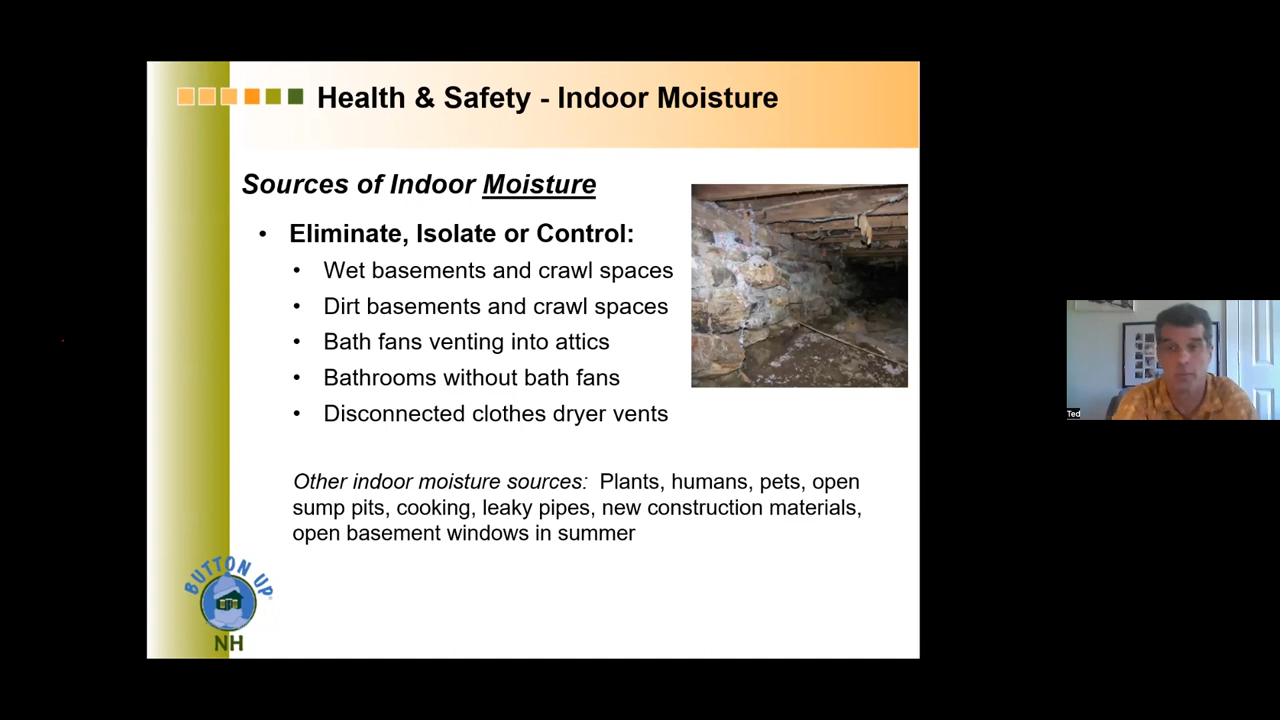 Health & Safety - Indoor Moisture
Sources of Indoor Moisture
• Eliminate, Isolate or Control:
• Wet basements and crawl spaces
• Dirt basements and crawl spaces
• Bath fans venting into attics
• Bathrooms without bath fans
• Disconnected clothes dryer vents
Other indoor moisture sources: Plants, humans, pets, open
sump pits, cooking, leaky pipes, new construction materials,
open basement windows in summer
BUTTON UP
NH
Ted